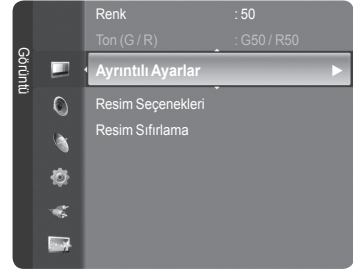 Görüntü
Renk : 50
Ton (G / R) : G50 / R50
Ayrıntılı Ayarlar
Resim Seçenekleri
Resim Sıfırlama